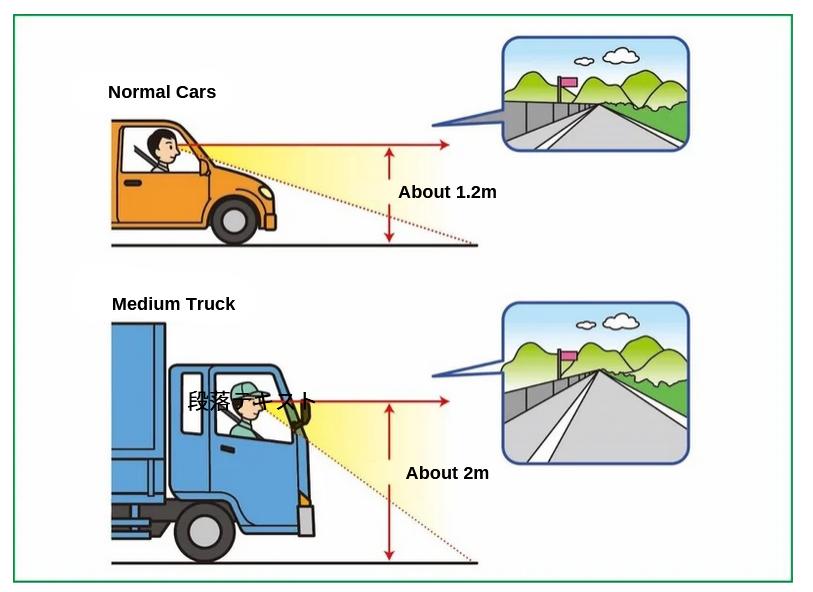 Normal Cars
About 1.2m
Medium Truck
段落テキスト
About 2m